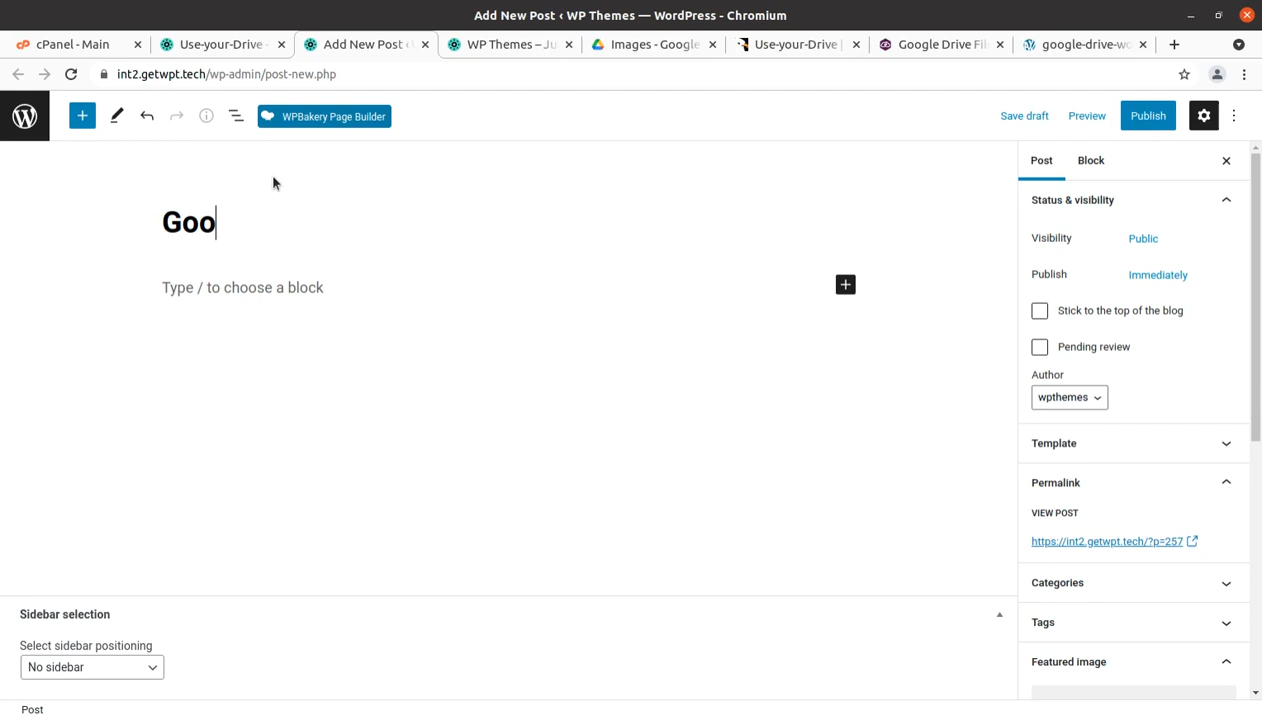 Add New Post ‹ WP Themes — WordPress - Chromium
cPanel - Main
Use-your-Drive
Add New Post ‹
WP Themes – Ju
Images - Google
Use-your-Drive |
Google Drive Fil
google-drive-wo
int2.getwpt.tech/wp-admin/post-new.php
WPBakery Page Builder
Save draft
Preview
Publish
Goo
Type / to choose a block
Post
Block
Status & visibility
Visibility
Public
Publish
Immediately
Stick to the top of the blog
Pending review
Author
wpthemes
Template
Permalink
VIEW POST
https://int2.getwpt.tech/?p=257
Categories
Tags
Featured image
Sidebar selection
Select sidebar positioning
No sidebar
Post